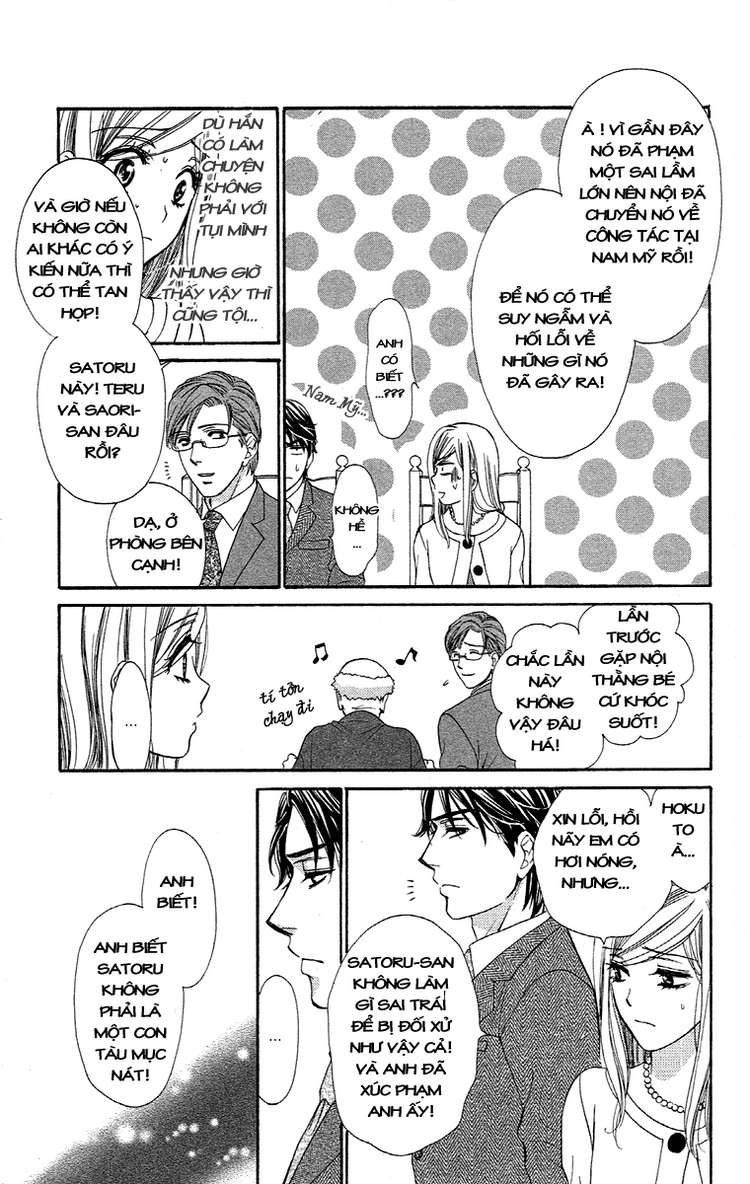 À ! VÌ GẦN ĐÂY
NÓ ĐÃ PHẠM
MỘT SAI LẦM
LỚN NÊN NỘI ĐÃ
CHUYỂN NÓ VỀ
CÔNG TÁC TẠI
NAM MỸ RỒI!
ĐỂ NÓ CÓ THỂ
SUY NGẪM VÀ
HỐI LỖI VỀ
NHỮNG GÌ NÓ
ĐÃ GÂY RA!
ANH
CÓ
BIẾT
...???
Nam Mỹ...
KHÔNG
HỀ
...
DÙ HẮN
CÓ LÀM
CHUYỆN
KHÔNG
PHẢI VỚI
TỤI MÌNH
NHƯNG GIỜ
THẤY VẬY THÌ
CŨNG TỘI...
VÀ GIỜ NẾU
KHÔNG CÒN
AI KHÁC CÓ Ý
KIẾN NỮA THÌ
CÓ THỂ TAN
HỌP!
SATORU
NÀY! TERU
VÀ SAORI-
SAN ĐÂU
RỒI?
DẠ, Ở
PHÒNG BÊN
CẠNH!
LẦN
TRƯỚC
GẶP NỘI
THẰNG BÉ
CỨ KHÓC
SUỐT!
CHẮC LẦN
NÀY
KHÔNG
VẬY ĐÂU
HÁ!
tí tởn
chạy đi
...
HOKU
TO
À...
XIN LỖI, HỒI
NÃY EM CÓ
HƠI NÓNG,
NHƯNG...
SATORU-SAN
KHÔNG LÀM
GÌ SAI TRÁI
ĐỂ BỊ ĐỐI XỬ
NHƯ VẬY CẢ!
VÀ ANH ĐÃ
XÚC PHẠM
ANH ẤY!
...
ANH
BIẾT!
ANH BIẾT
SATORU
KHÔNG
PHẢI LÀ
MỘT CON
TÀU MỤC
NÁT!